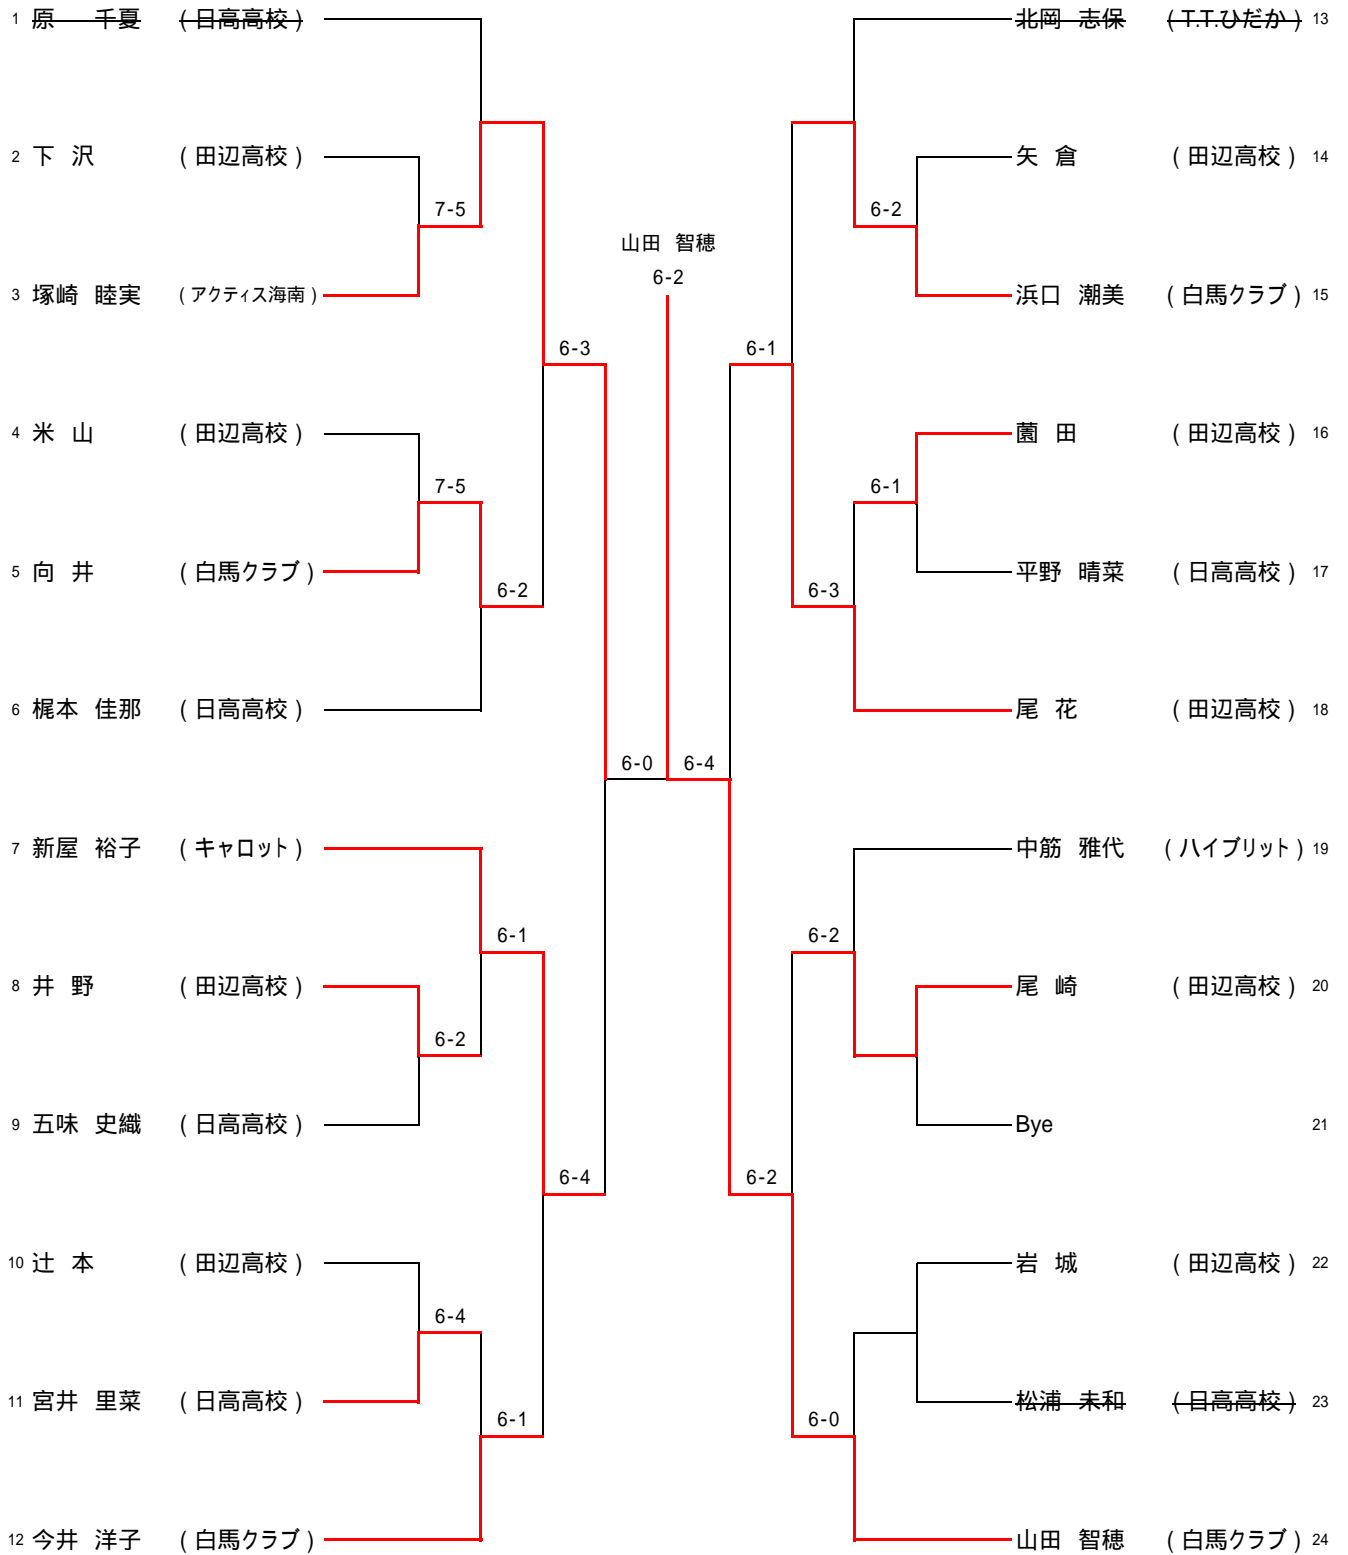 1 原 千夏 (日高高校)
北岡 志保 (T.T.ひだか) 13
2 下 沢 (田辺高校)
矢 倉 (田辺高校) 14
7-5
6-2
山田 智穂
6-2
3 塚崎 睦実 (アクティス海南)
浜口 潮美 (白馬クラブ) 15
6-3
6-1
4 米 山 (田辺高校)
薗 田 (田辺高校) 16
7-5
6-1
5 向 井 (白馬クラブ)
平野 晴菜 (日高高校) 17
6-2
6-3
6 梶本 佳那 (日高高校)
尾 花 (田辺高校) 18
6-0
6-4
7 新屋 裕子 (キャロット)
中筋 雅代 (ハイブリット) 19
6-1
6-2
8 井 野 (田辺高校)
尾 崎 (田辺高校) 20
6-2
9 五味 史織 (日高高校)
Bye 21
6-4
6-2
10 辻 本 (田辺高校)
岩 城 (田辺高校) 22
6-4
11 宮井 里菜 (日高高校)
松浦 未和 (日高高校) 23
6-1
6-0
12 今井 洋子 (白馬クラブ)
山田 智穂 (白馬クラブ) 24